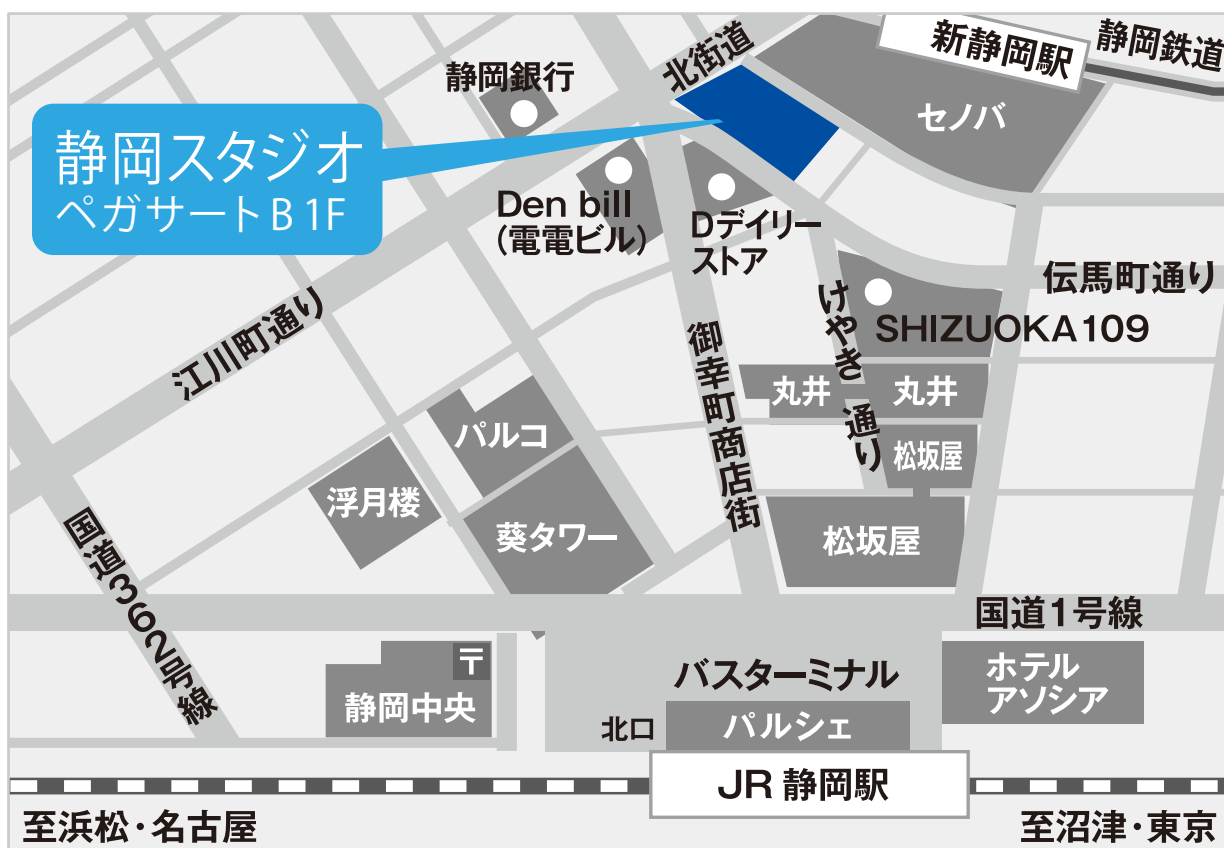 新静岡駅
静岡鉄道
北街道
静岡銀行
セノバ
静岡スタジオ
ペガサートB1F
Den bill
（電電ビル）
Dデイリー
ストア
伝馬町通り
けやき通り
SHIZUOKA109
江川町通り
御幸町商店街
丸井
丸井
パルコ
松坂屋
浮月楼
葵タワー
松坂屋
国道362号線
国道1号線
〒
静岡中央
バスターミナル
ホテル
アソシア
北口
パルシェ
JR 静岡駅
至浜松・名古屋
至沼津・東京